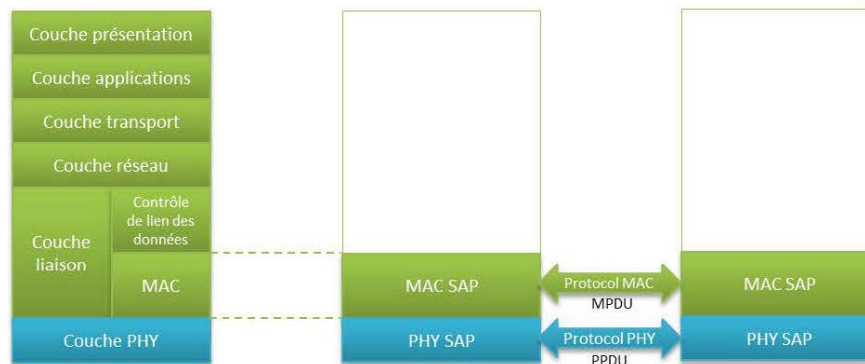 Couche présentation
Couche applications
Couche transport
Couche réseau
Couche
liaison
Contrôle
de lien des
données
MAC
Couche PHY
MAC SAP
PHY SAP
Protocol MAC
MPDU
Protocol PHY
PPDU
MAC SAP
PHY SAP